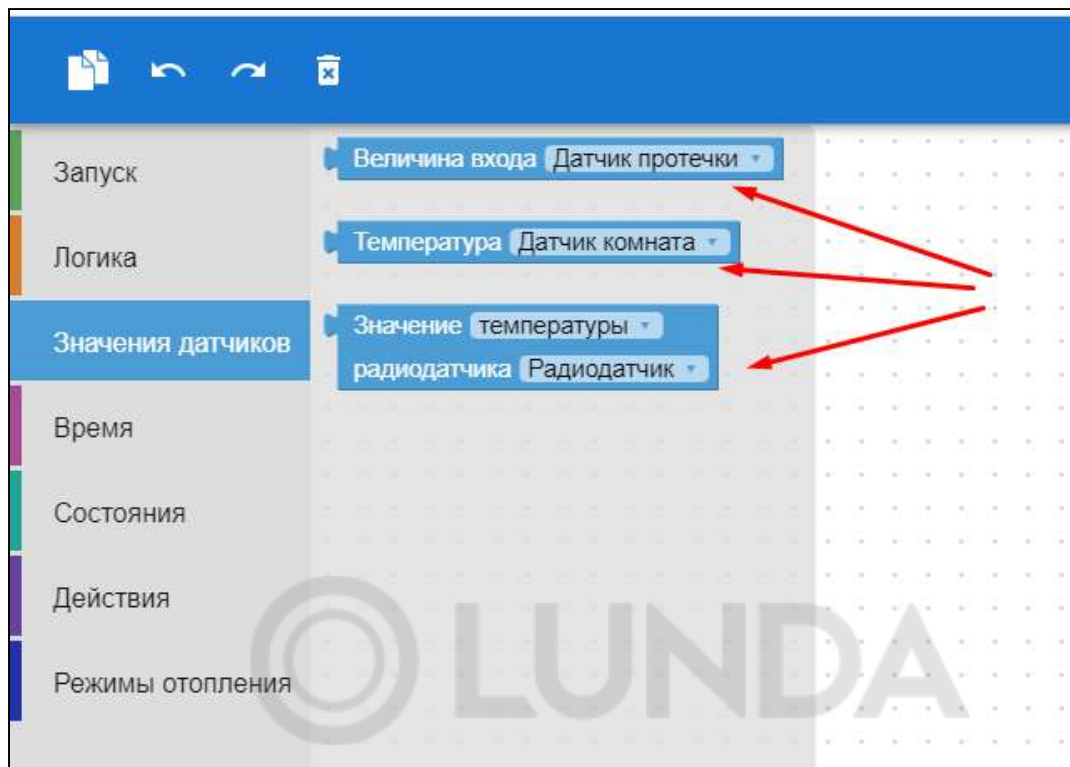 Запуск
Логика
Значения датчиков
Время
Состояния
Действия
Режимы отопления
Величина входа Датчик протечки
Температура Датчик комната
Значение температуры
радиодатчика Радиодатчик
LUNDA